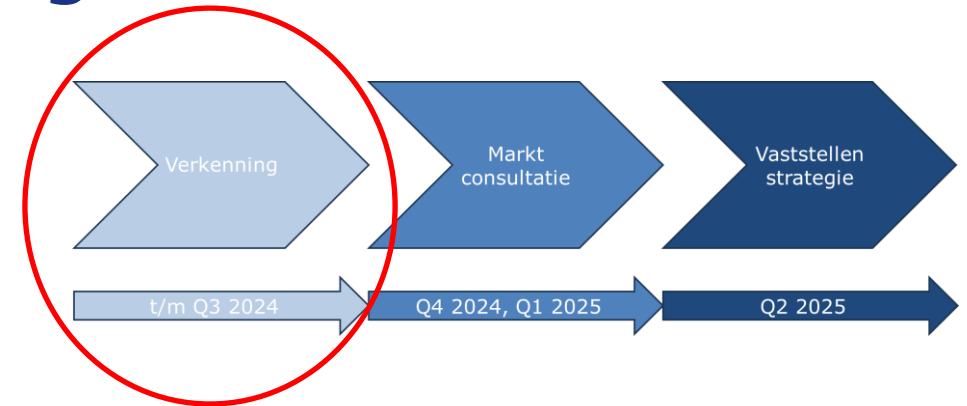 Verkenning
Markt
consultatie
Vaststellen
strategie
t/m Q3 2024
Q4 2024, Q1 2025
Q2 2025